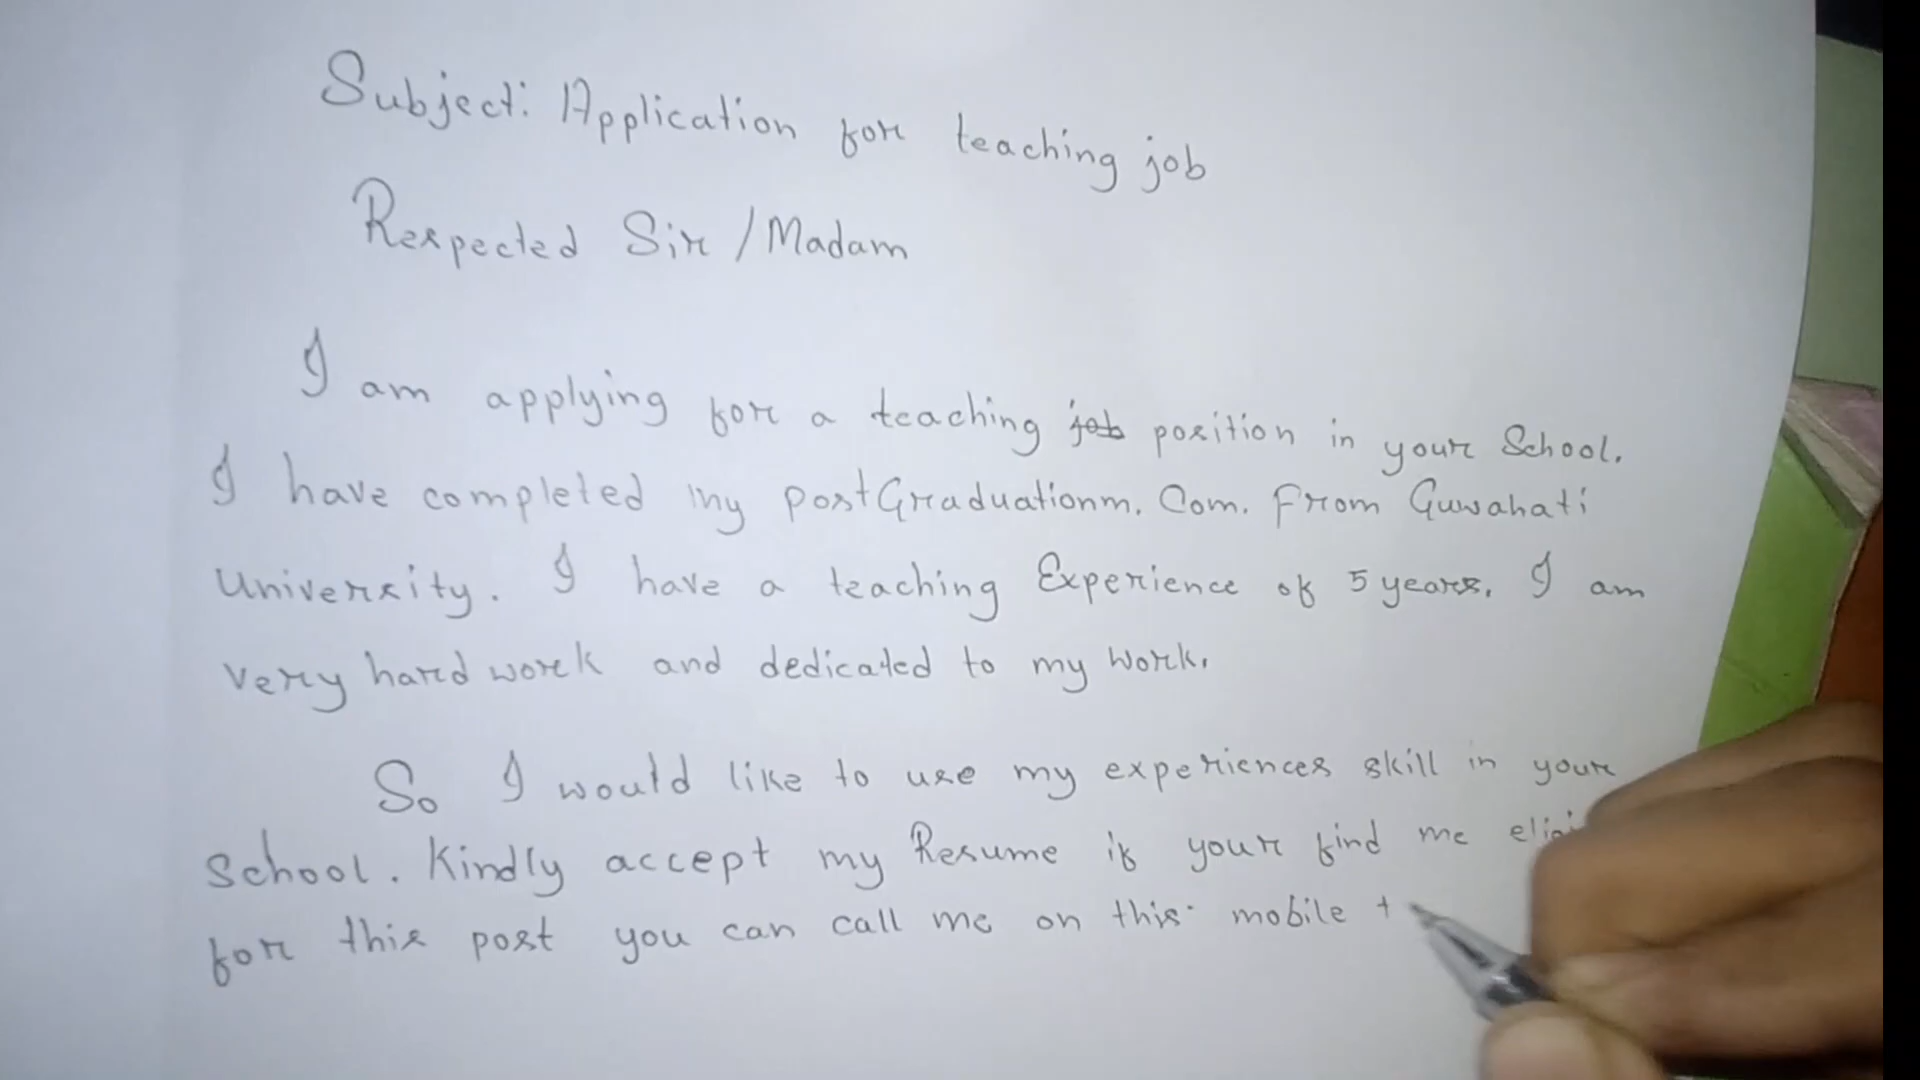 Subject: Application for teaching job
Respected Sir / Madam
I am applying for a teaching job position in your School.
I have completed my postGraduationm. Com. From Guwahati
University. I have a teaching Experience of 5 years. I am
very hard work and dedicated to my work.
So I would like to use my experiences skill in your
School. Kindly accept my Resume if your find me
for this post you can call me on this mobile